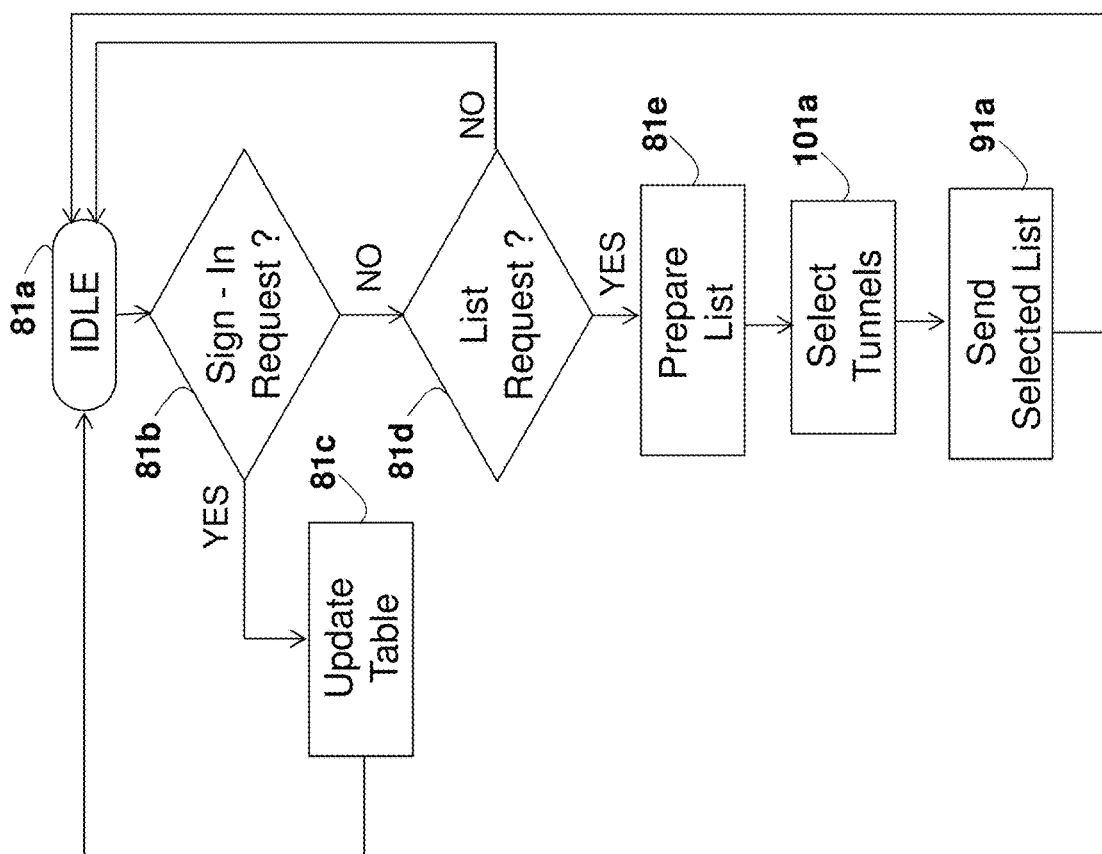 81a
IDLE
81b
Sign - In
Request ?
YES
NO
81c
Update
Table
81d
List
Request ?
NO
YES
81e
Prepare
List
101a
Select
Tunnels
91a
Send
Selected List